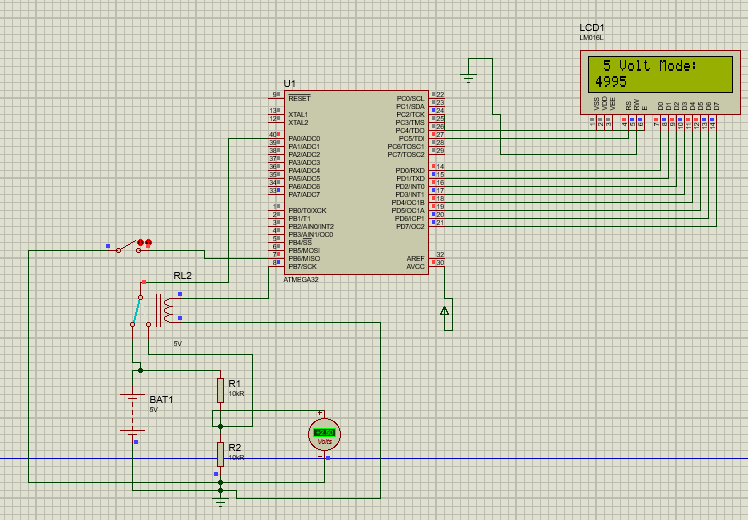 LCD1
LM016L
5 Volt Mode:
4995
VSS
VDD
VEE
RS
RW
E
D0
D1
D2
D3
D4
D5
D6
D7
1
2
3
4
5
6
7
8
9
10
11
12
13
14
U1
9 RESET
13 XTAL1
12 XTAL2
40 PA0/ADC0
39 PA1/ADC1
38 PA2/ADC2
37 PA3/ADC3
36 PA4/ADC4
35 PA5/ADC5
34 PA6/ADC6
33 PA7/ADC7
1 PB0/T0/XCK
2 PB1/T1
3 PB2/AIN0/INT2
4 PB3/AIN1/OC0
5 PB4/SS
6 PB5/MOSI
7 PB6/MISO
8 PB7/SCK
PC0/SCL 22
PC1/SDA 23
PC2/TCK 24
PC3/TMS 25
PC4/TDO 26
PC5/TDI 27
PC6/TOSC1 28
PC7/TOSC2 29
PD0/RXD 14
PD1/TXD 15
PD2/INT0 16
PD3/INT1 17
PD4/OC1B 18
PD5/OC1A 19
PD6/ICP1 20
PD7/OC2 21
AREF 32
AVCC 30
ATMEGA32
RL2
5V
BAT1
5V
R1
10kR
R2
10kR
+
Volts